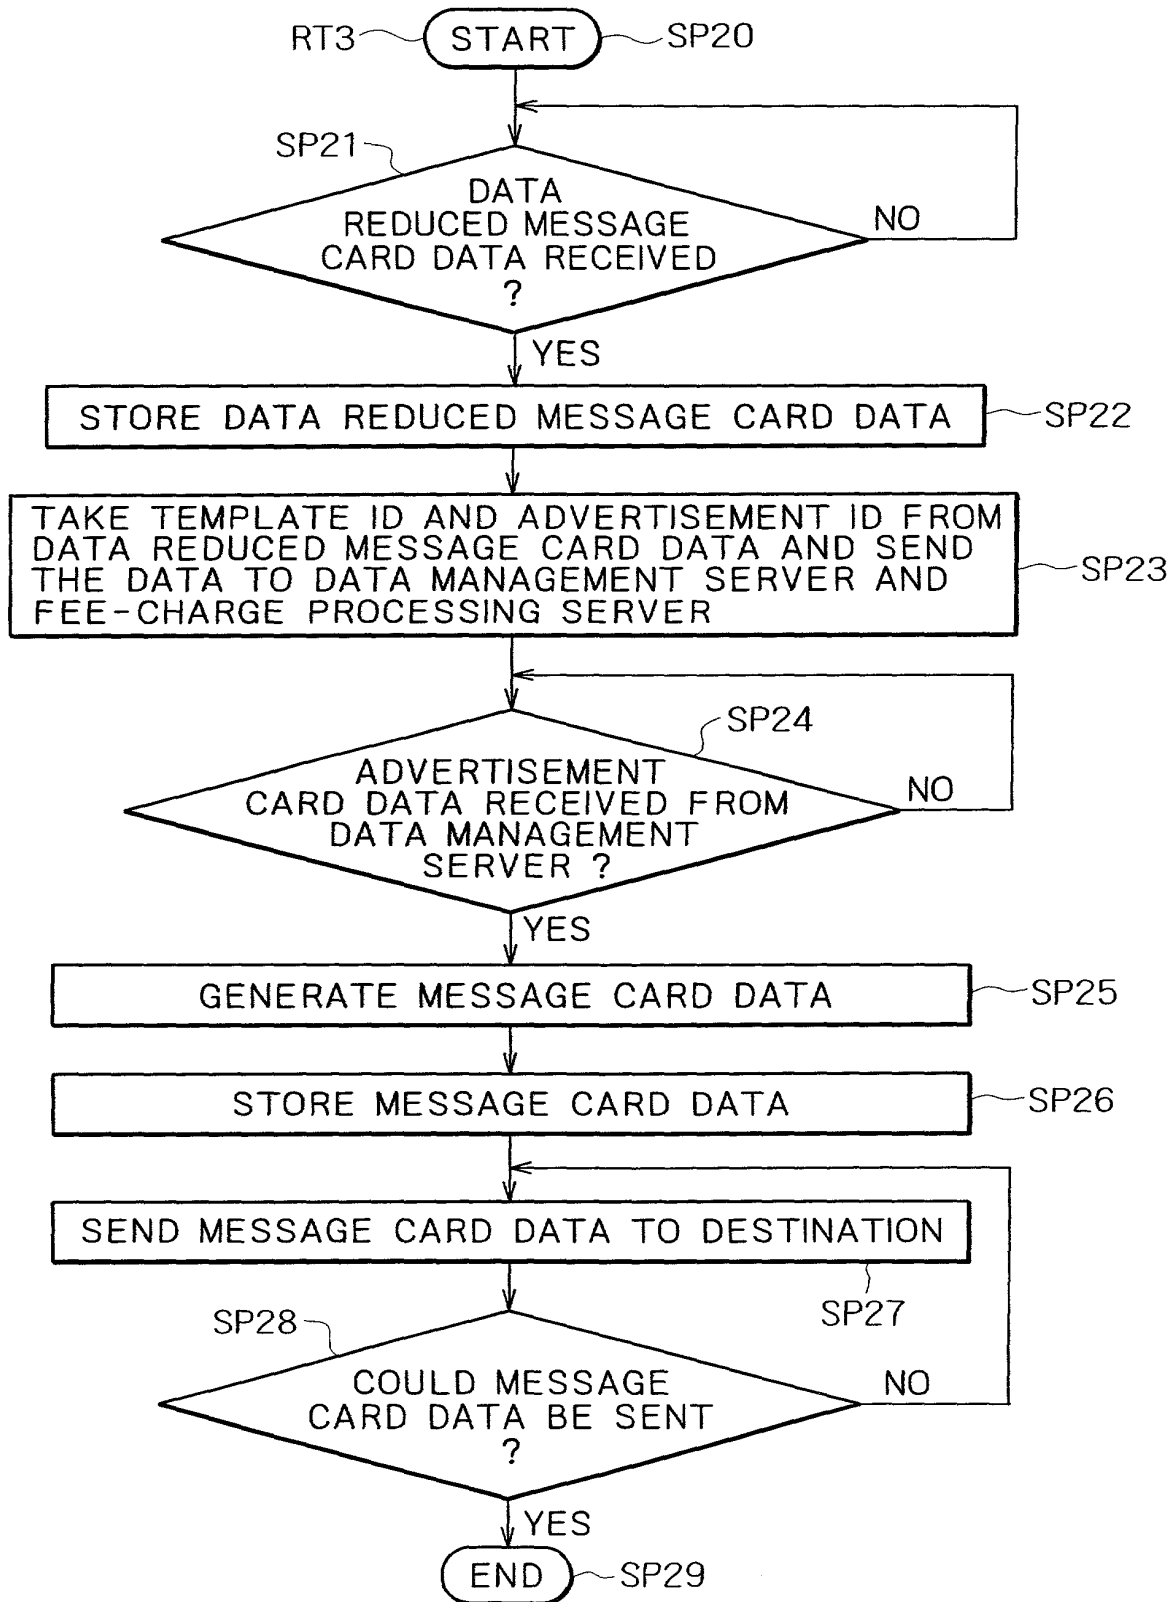 RT3
START
SP20
SP21
DATA
REDUCED MESSAGE
CARD DATA RECEIVED
?
NO
YES
STORE DATA REDUCED MESSAGE CARD DATA
SP22
TAKE TEMPLATE ID AND ADVERTISEMENT ID FROM
DATA REDUCED MESSAGE CARD DATA AND SEND
THE DATA TO DATA MANAGEMENT SERVER AND
FEE-CHARGE PROCESSING SERVER
SP23
SP24
ADVERTISEMENT
CARD DATA RECEIVED FROM
DATA MANAGEMENT
SERVER ?
NO
YES
GENERATE MESSAGE CARD DATA
SP25
STORE MESSAGE CARD DATA
SP26
SEND MESSAGE CARD DATA TO DESTINATION
SP27
SP28
COULD MESSAGE
CARD DATA BE SENT
?
NO
YES
END
SP29